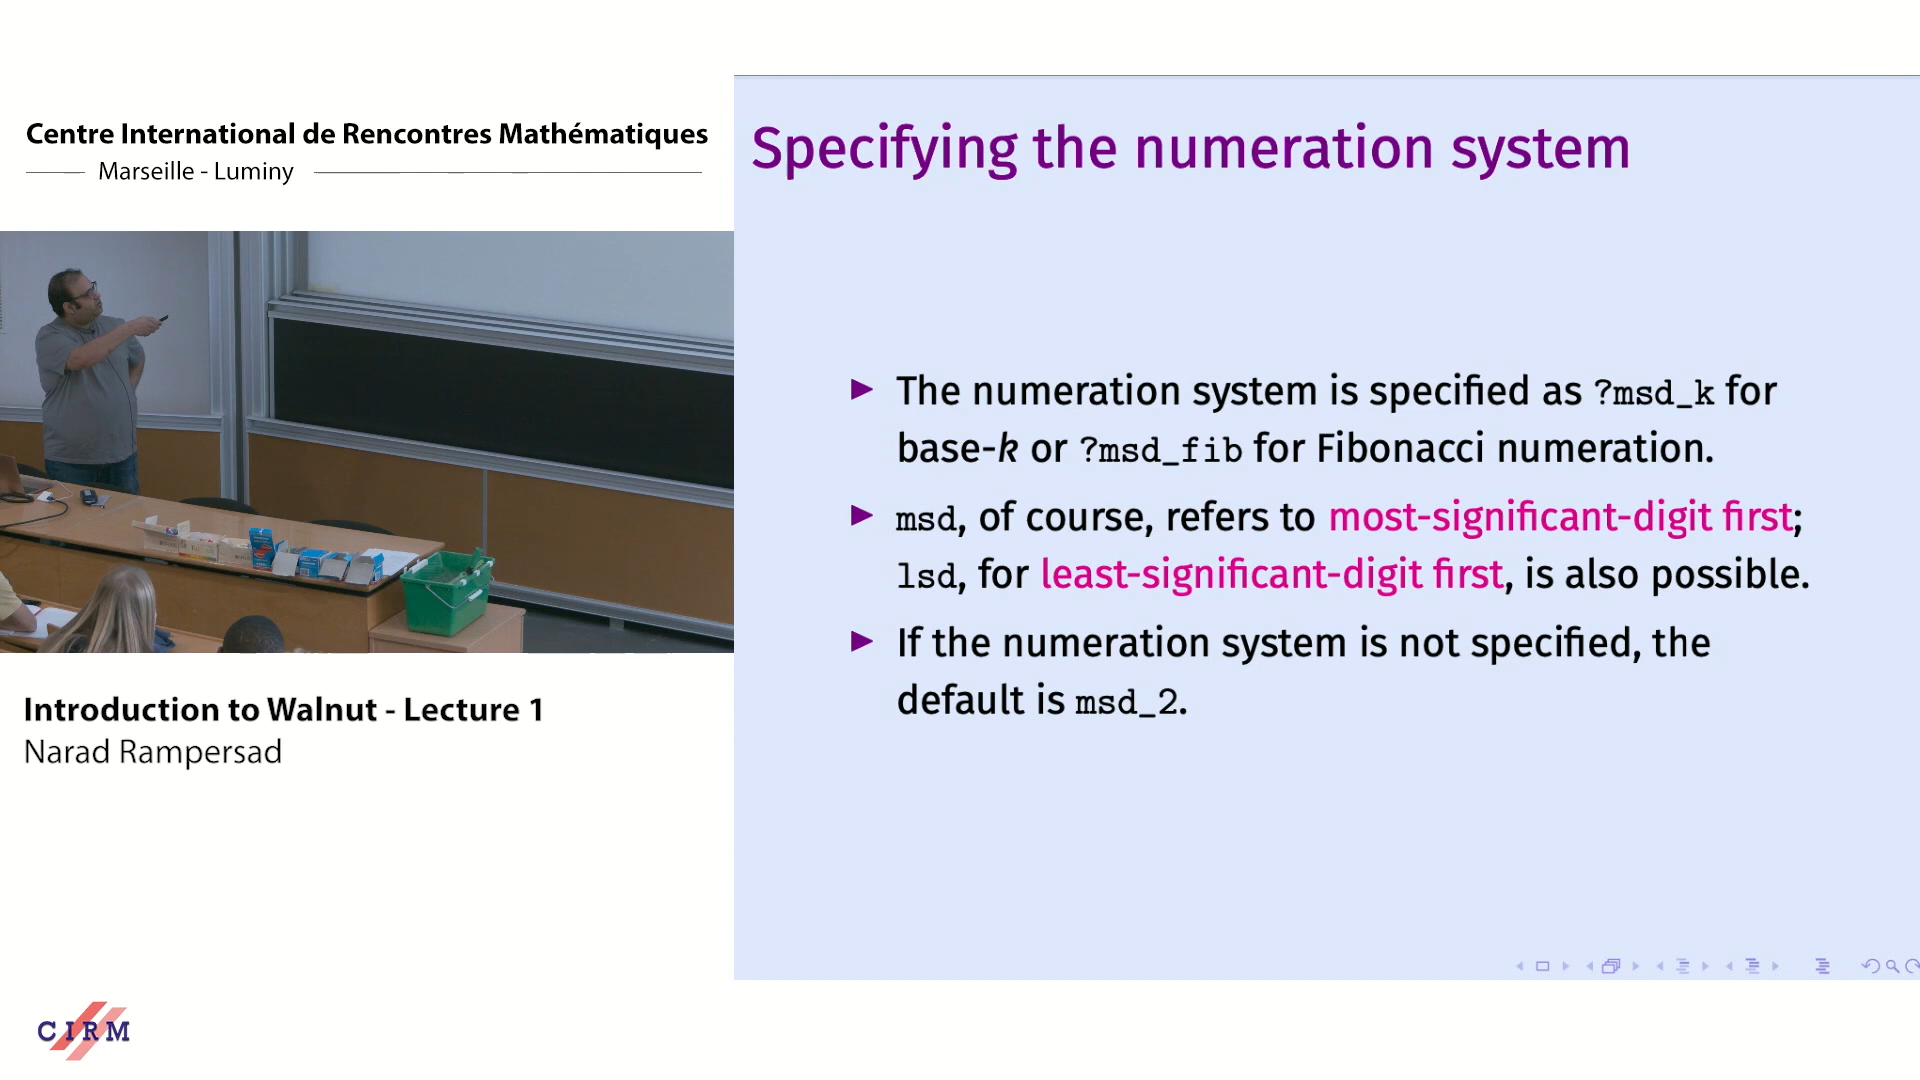 Centre International de Rencontres Mathématiques
Marseille - Luminy
Introduction to Walnut - Lecture 1
Narad Rampersad
CIRM
Specifying the numeration system
The numeration system is specified as ?msd_k for
base-k or ?msd_fib for Fibonacci numeration.
msd, of course, refers to most-significant-digit first;
lsd, for least-significant-digit first, is also possible.
If the numeration system is not specified, the
default is msd_2.